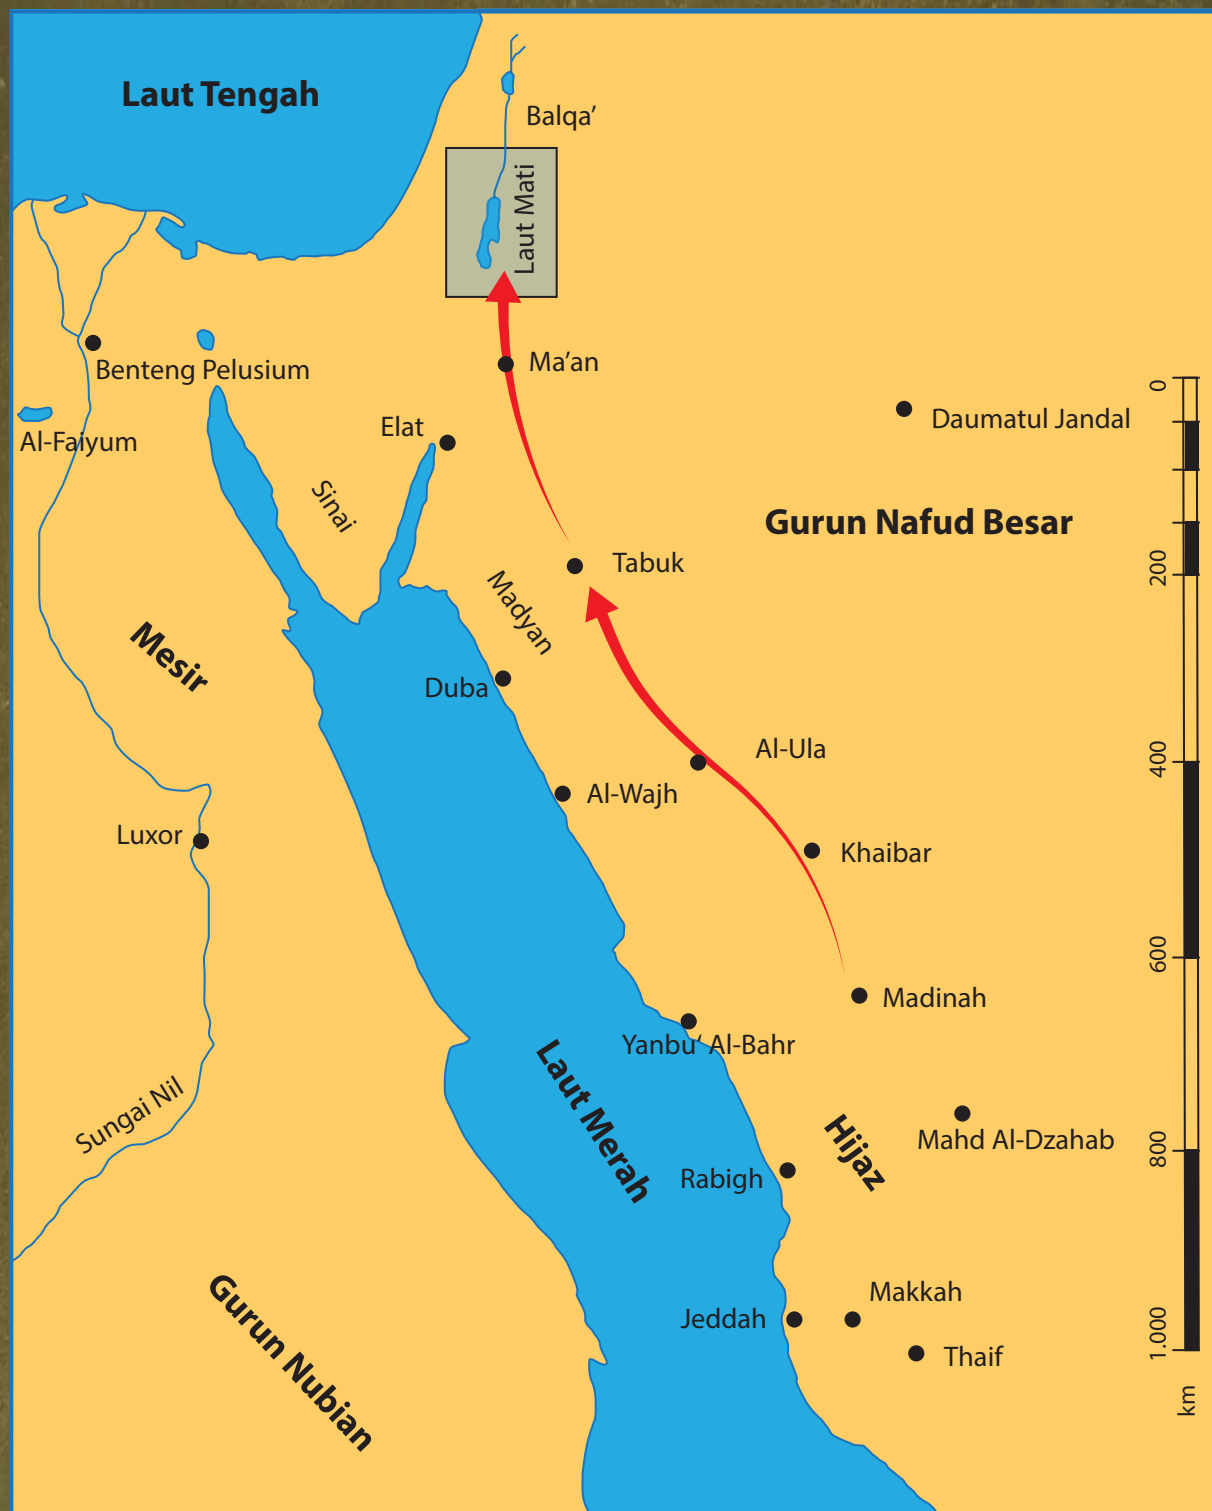 Laut Tengah
Balqa’
Laut Mati
Benteng Pelusium
Ma’an
Al-Faiyum
Elat
Daumatul Jandal
Sinai
Gurun Nafud Besar
Tabuk
Madyan
Mesir
Duba
Al-Ula
Al-Wajh
Luxor
Khaibar
Madinah
Yanbu’ Al-Bahr
Laut Merah
Sungai Nil
Hijaz
Mahd Al-Dzahab
Rabigh
Makkah
Jeddah
Thaif
Gurun Nubian
0
200
400
600
800
1.000
km